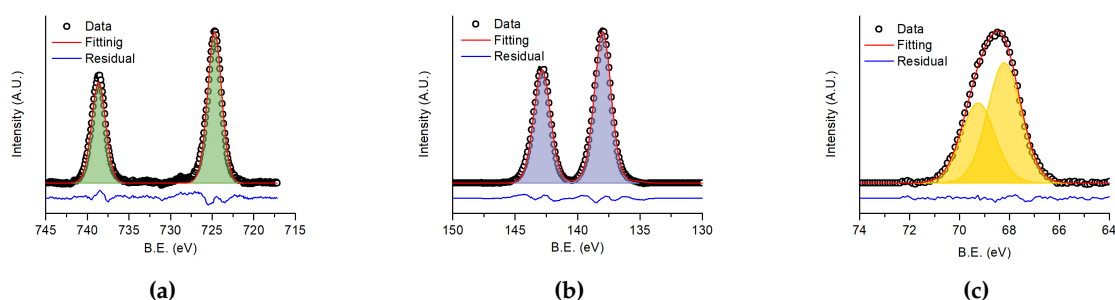 Data
Fittinig
Residual
Intensity (A.U.)
745 740 735 730 725 720 715
B.E. (eV)
(a)
Data
Fitting
Residual
Intensity (A.U.)
150 145 140 135 130
B.E. (eV)
(b)
Data
Fitting
Residual
Intensity (A.U.)
74 72 70 68 66 64
B.E. (eV)
(c)